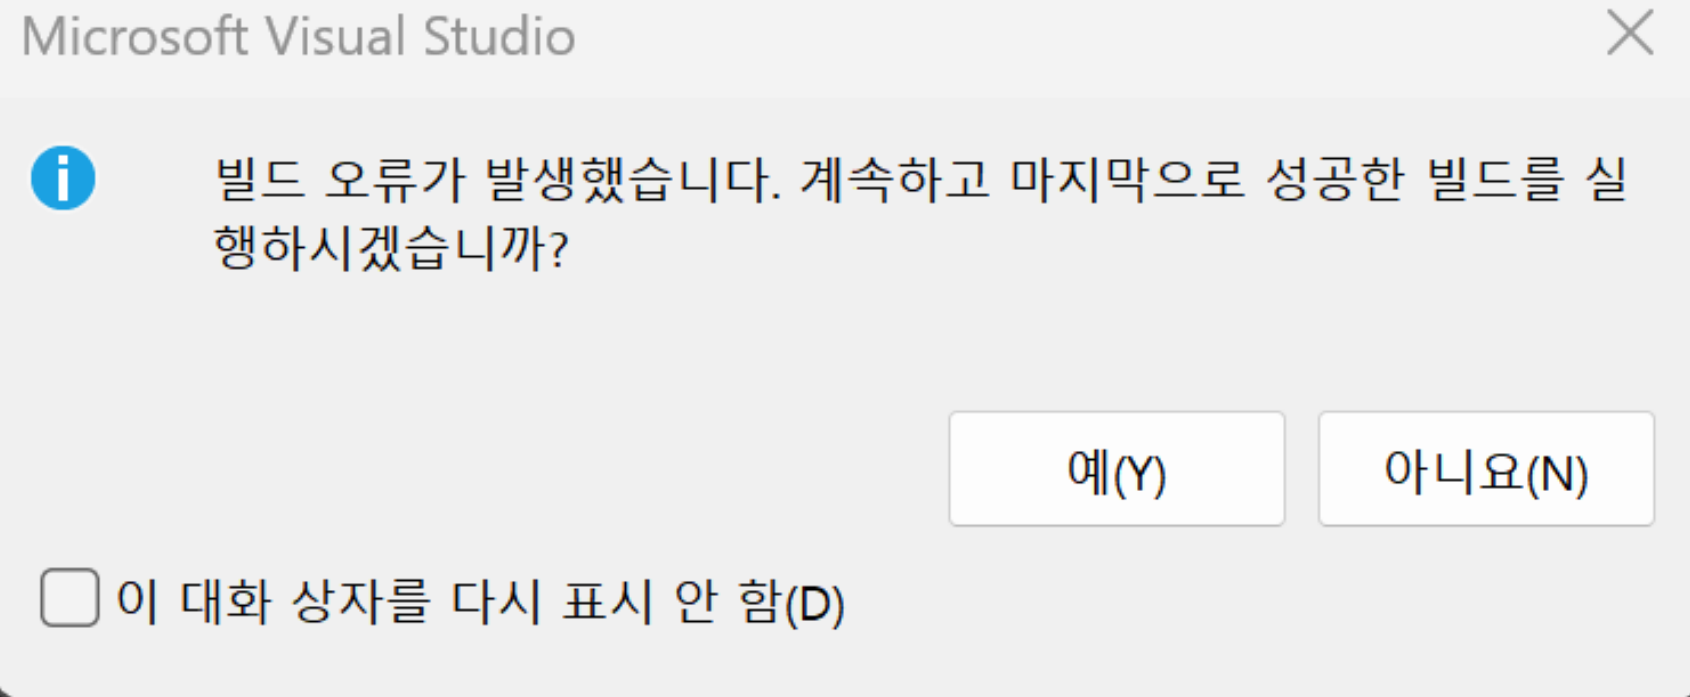 Microsoft Visual Studio
빌드 오류가 발생했습니다. 계속하고 마지막으로 성공한 빌드를 실
행하시겠습니까?
예(Y)
아니요(N)
이 대화 상자를 다시 표시 안 함(D)